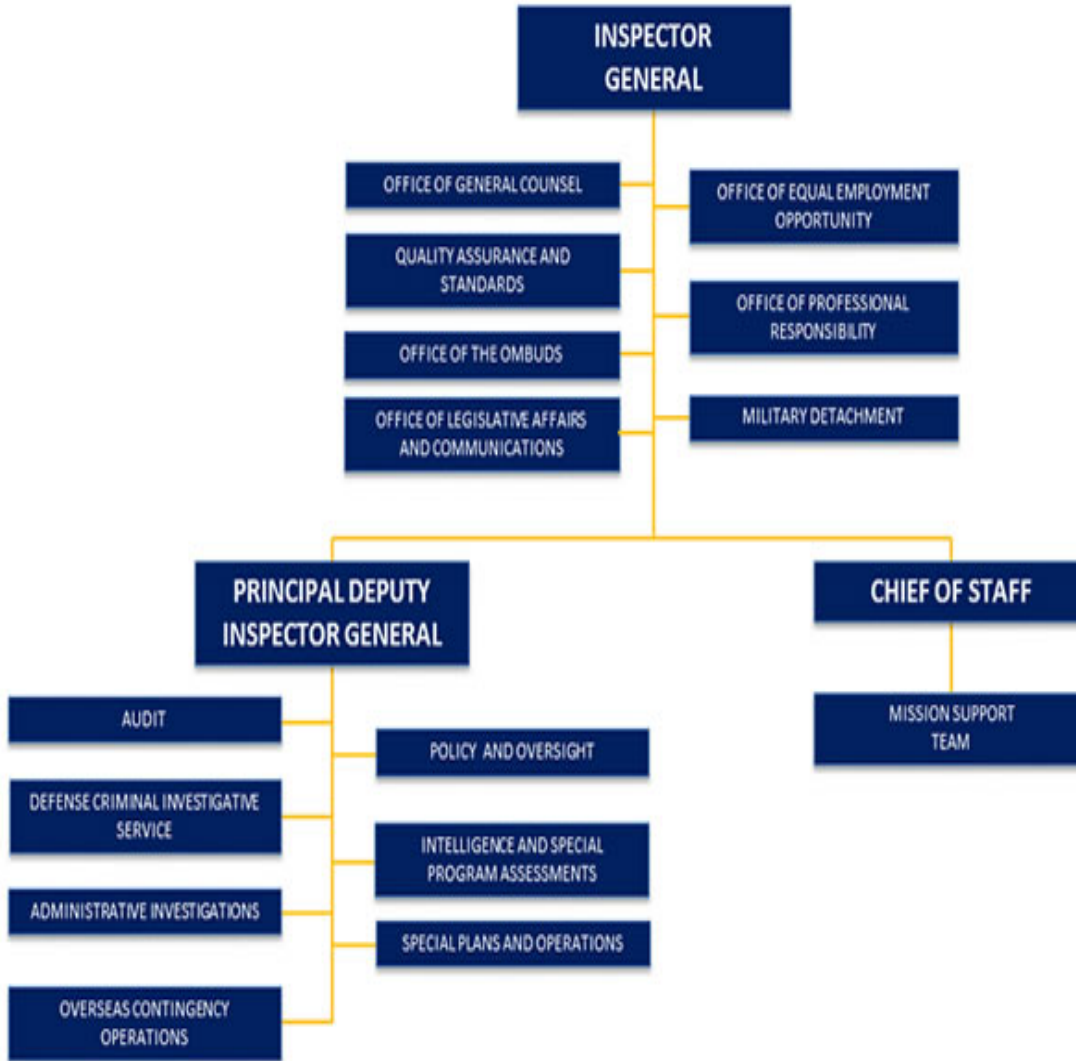 INSPECTOR
GENERAL
OFFICE OF GENERAL COUNSEL
OFFICE OF EQUAL EMPLOYMENT
OPPORTUNITY
QUALITY ASSURANCE AND
STANDARDS
OFFICE OF PROFESSIONAL
RESPONSIBILITY
OFFICE OF THE OMBUDS
OFFICE OF LEGISLATIVE AFFAIRS
AND COMMUNICATIONS
MILITARY DETACHMENT
PRINCIPAL DEPUTY
INSPECTOR GENERAL
CHIEF OF STAFF
AUDIT
POLICY AND OVERSIGHT
MISSION SUPPORT
TEAM
DEFENSE CRIMINAL INVESTIGATIVE
SERVICE
INTELLIGENCE AND SPECIAL
PROGRAM ASSESSMENTS
ADMINISTRATIVE INVESTIGATIONS
SPECIAL PLANS AND OPERATIONS
OVERSEAS CONTINGENCY
OPERATIONS